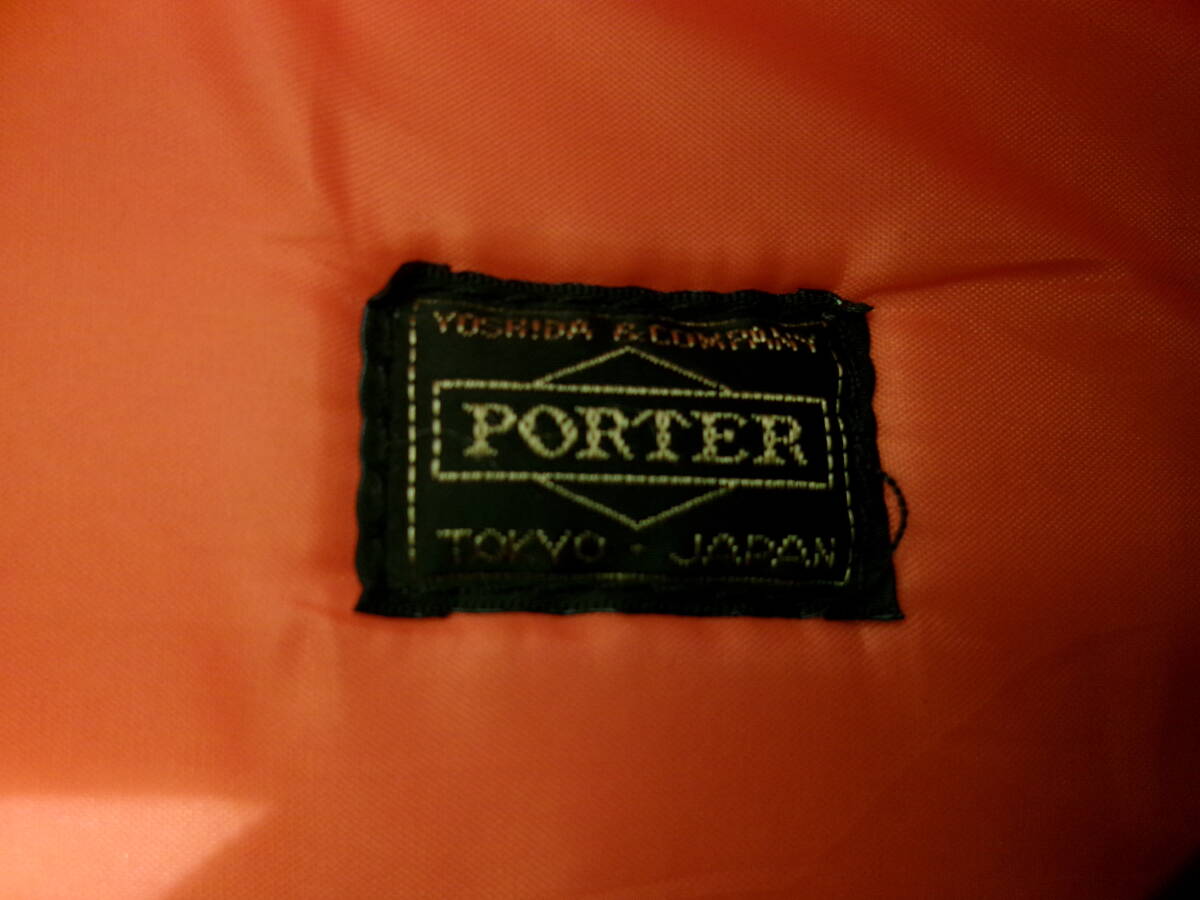 YOSHIDA & COMPANY
PORTER
TOKYO - JAPAN